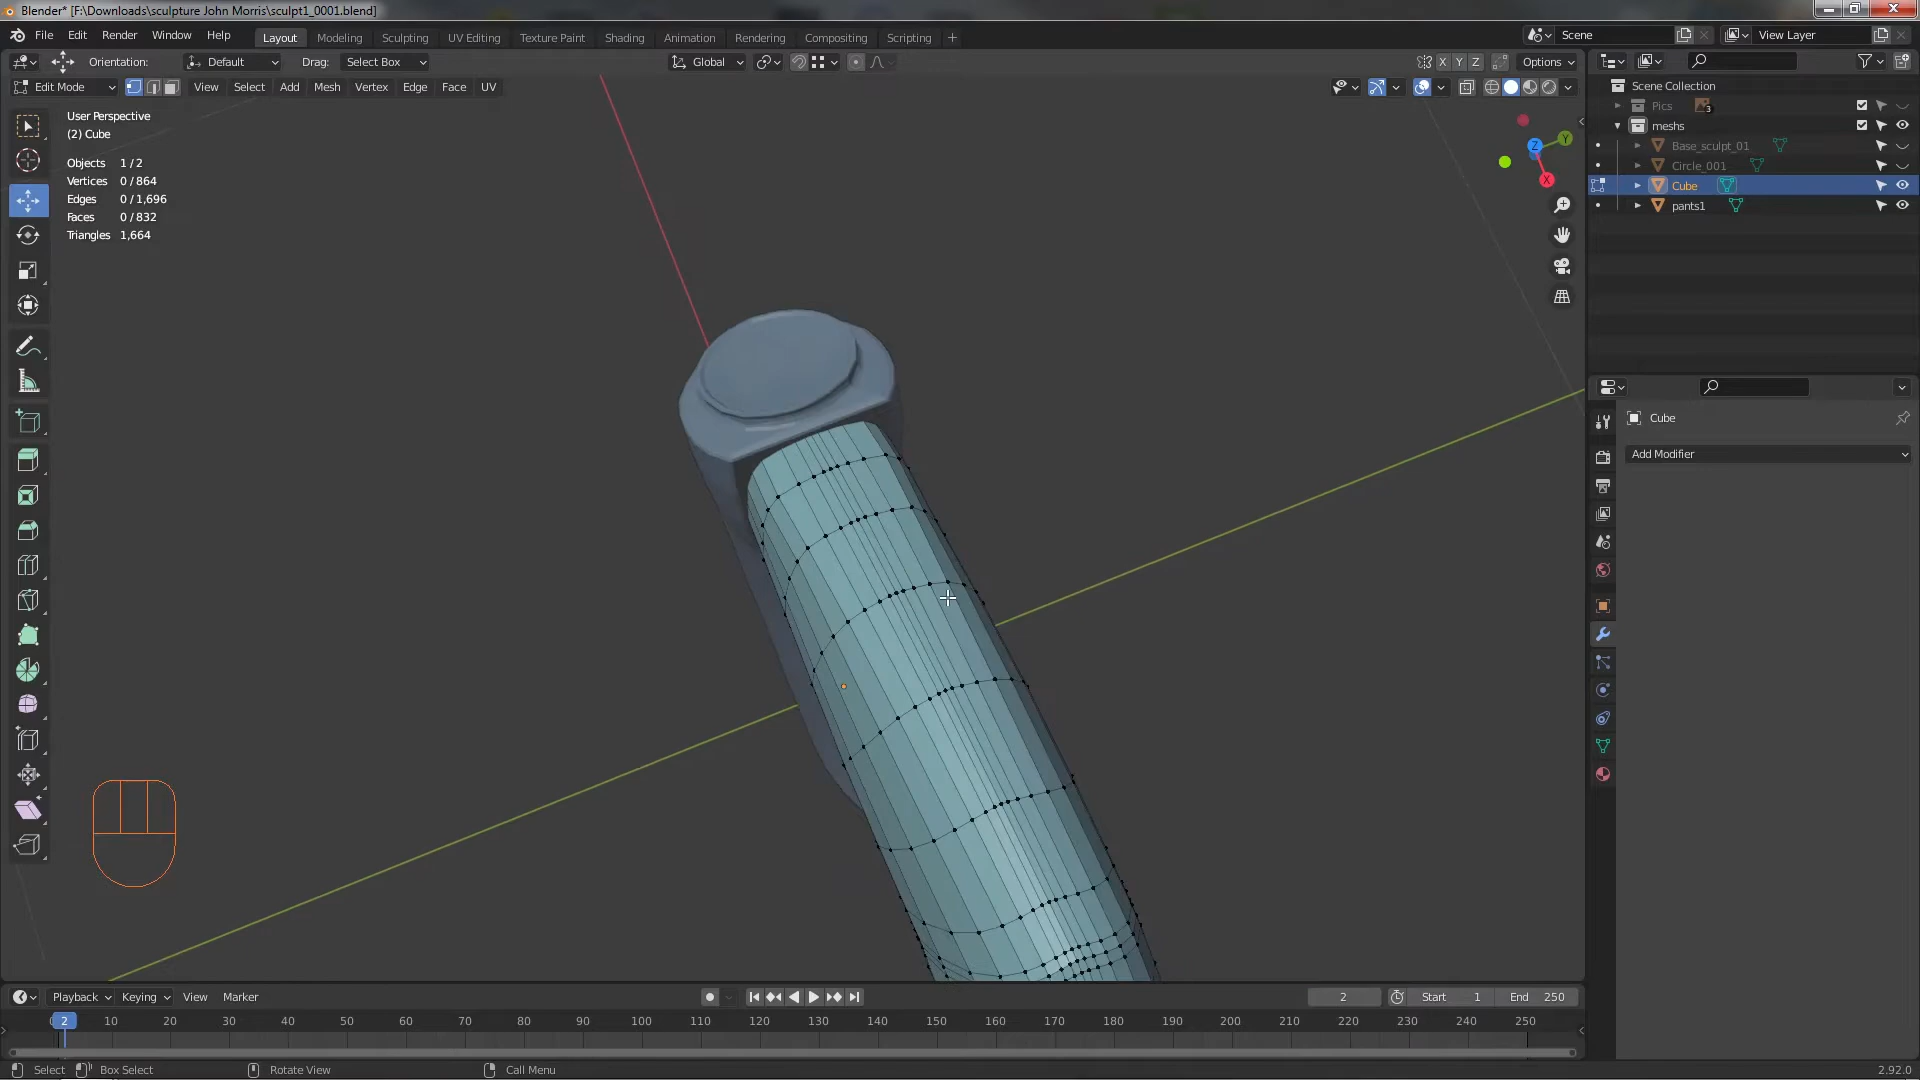 Blender* [F:\Downloads\sculpture John Morris\sculpt1_0001.blend]
File Edit Render Window Help Layout Modeling Sculpting UV Editing Texture Paint Shading Animation Rendering Compositing Scripting + Scene View Layer
Orientation: Default Drag: Select Box Global X Y Z Options
Edit Mode View Select Add Mesh Vertex Edge Face UV
User Perspective
(2) Cube
Objects 1 / 2
Vertices 0 / 864
Edges 0 / 1,696
Faces 0 / 832
Triangles 1,664
Y
Z
X
Scene Collection
Pics 3
meshs
Base_sculpt_01
Circle_001
Cube
pants1
Cube
Add Modifier
Playback Keying View Marker 2 Start 1 End 250
2 10 20 30 40 50 60 70 80 90 100 110 120 130 140 150 160 170 180 190 200 210 220 230 240 250
Select Box Select Rotate View Call Menu 2.92.0